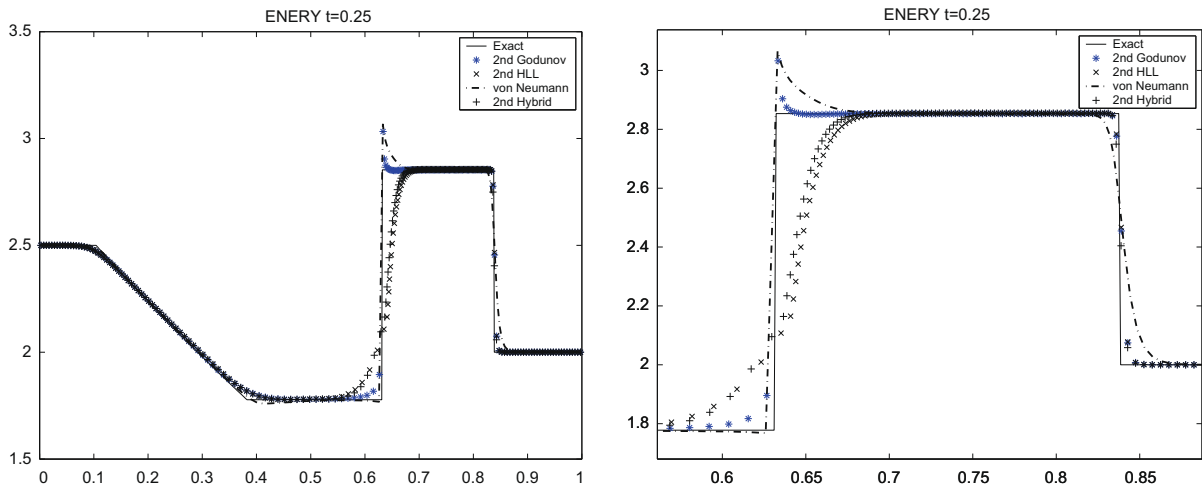 ENERY t=0.25
3.5
3
2.5
2
1.5
0 0.1 0.2 0.3 0.4 0.5 0.6 0.7 0.8 0.9 1
Exact
2nd Godunov
2nd HLL
von Neumann
2nd Hybrid
ENERY t=0.25
3
2.8
2.6
2.4
2.2
2
1.8
0.6 0.65 0.7 0.75 0.8 0.85
Exact
2nd Godunov
2nd HLL
von Neumann
2nd Hybrid